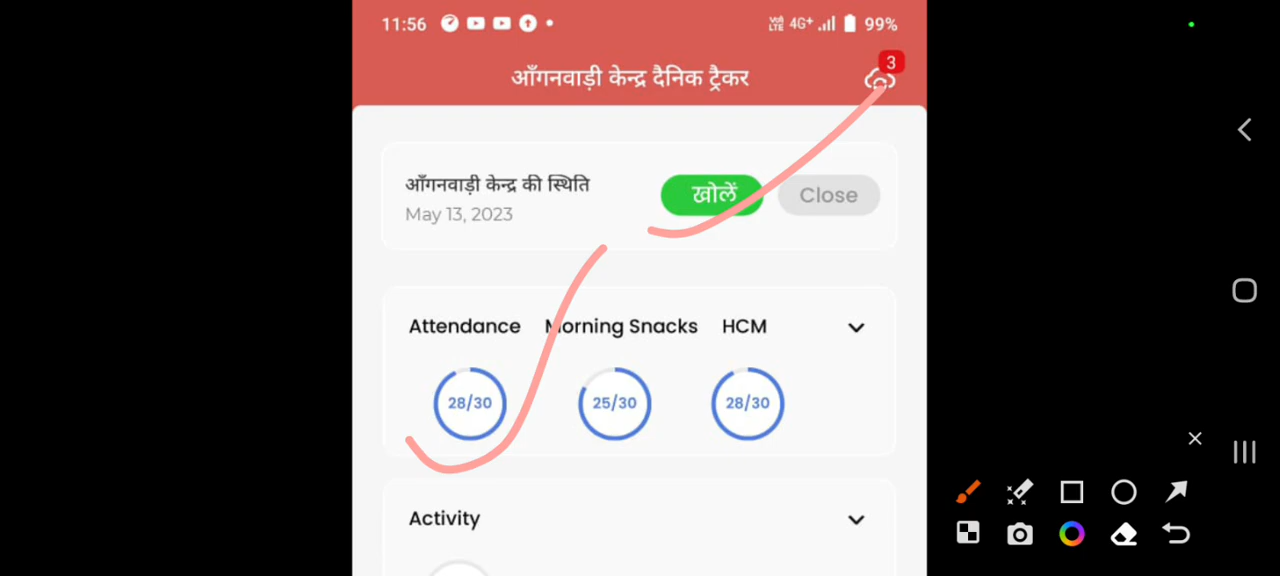 11:56 VoLTE 4G+ 99%
3
आँगनवाड़ी केन्द्र दैनिक ट्रैकर
आँगनवाड़ी केन्द्र की स्थिति
खोलें Close
May 13, 2023
Attendance Morning Snacks HCM
28/30 25/30 28/30
Activity